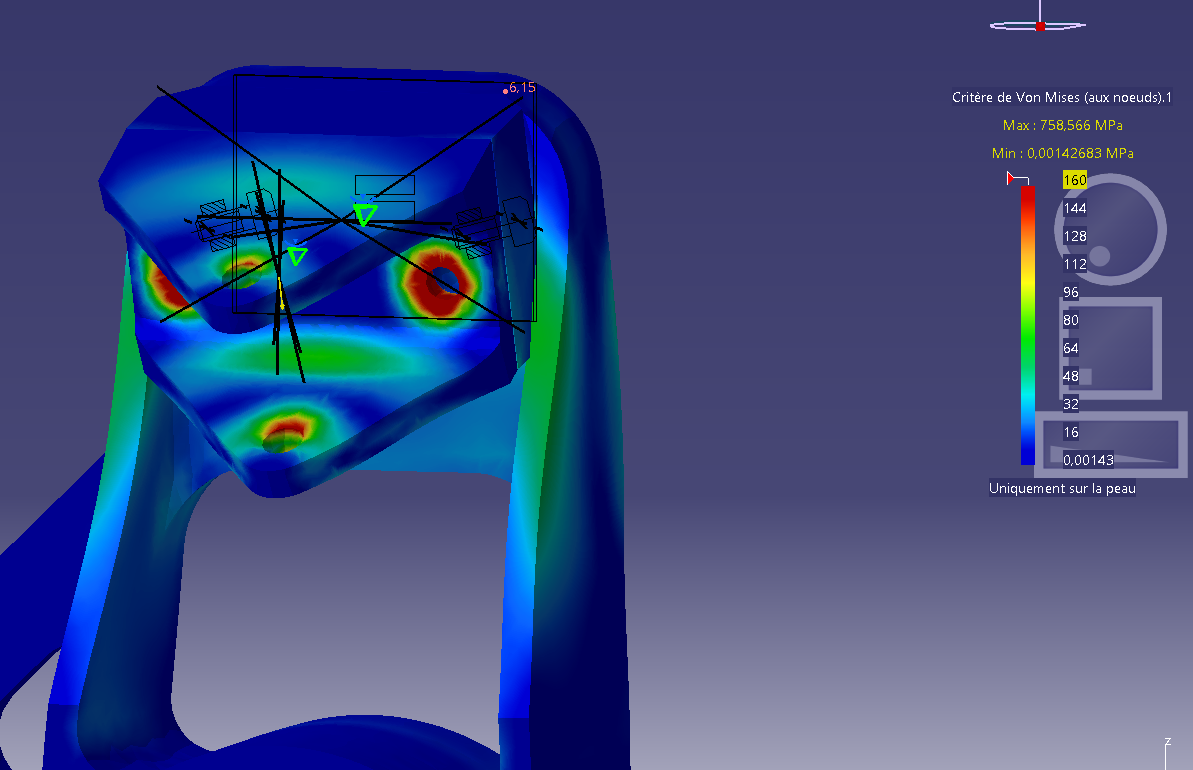 6,15
Critère de Von Mises (aux noeuds).1
Max : 758,566 MPa
Min : 0,00142683 MPa
160
144
128
112
96
80
64
48
32
16
0,00143
Uniquement sur la peau
z